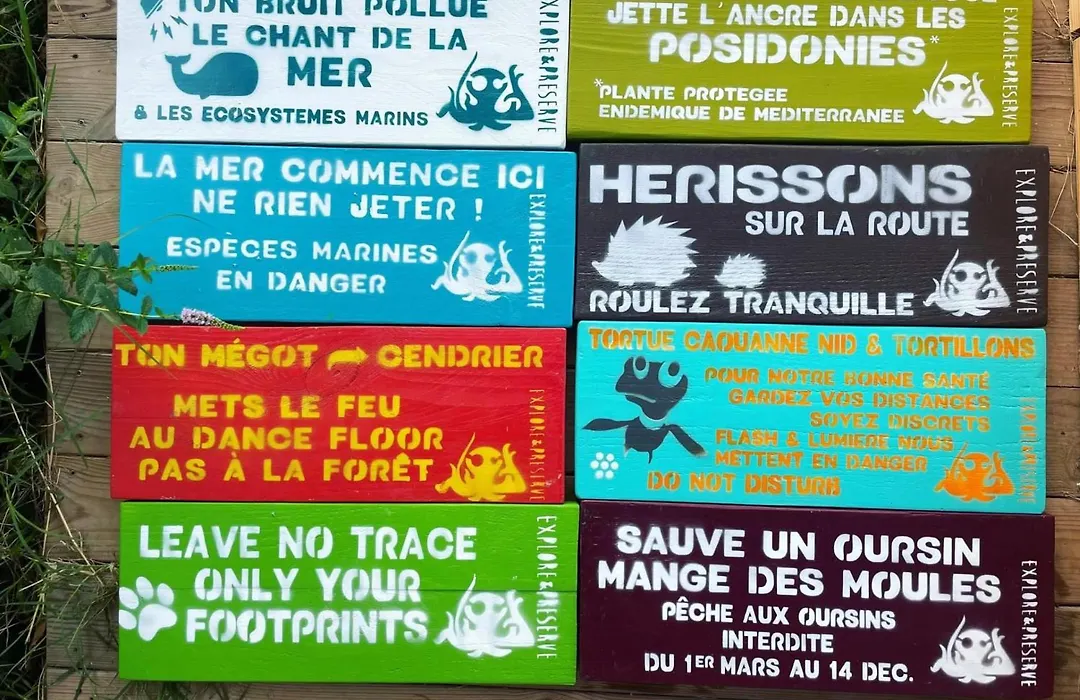 TON BRUIT POLLUE
LE CHANT DE LA
MER
& LES ECOSYSTEMES MARINS
EXPLORE&PRESERVE
JETTE L'ANCRE DANS LES
POSIDONIES*
*PLANTE PROTEGEE
ENDEMIQUE DE MEDITERRANEE
EXPLORE&PRESERVE
LA MER COMMENCE ICI
NE RIEN JETER !
ESPÈCES MARINES
EN DANGER
EXPLORE&PRESERVE
HERISSONS
SUR LA ROUTE
ROULEZ TRANQUILLE
EXPLORE&PRESERVE
TON MÉGOT CENDRIER
METS LE FEU
AU DANCE FLOOR
PAS À LA FORÊT
EXPLORE&PRESERVE
TORTUE CAOUANNE NID & TORTILLONS
POUR NOTRE BONNE SANTÉ
GARDEZ VOS DISTANCES
SOYEZ DISCRETS
FLASH & LUMIERE NOUS
METTENT EN DANGER
DO NOT DISTURB
EXPLORE&PRESERVE
LEAVE NO TRACE
ONLY YOUR
FOOTPRINTS
EXPLORE&PRESERVE
SAUVE UN OURSIN
MANGE DES MOULES
PÊCHE AUX OURSINS
INTERDITE
DU 1ER MARS AU 14 DEC.
EXPLORE&PRESERVE